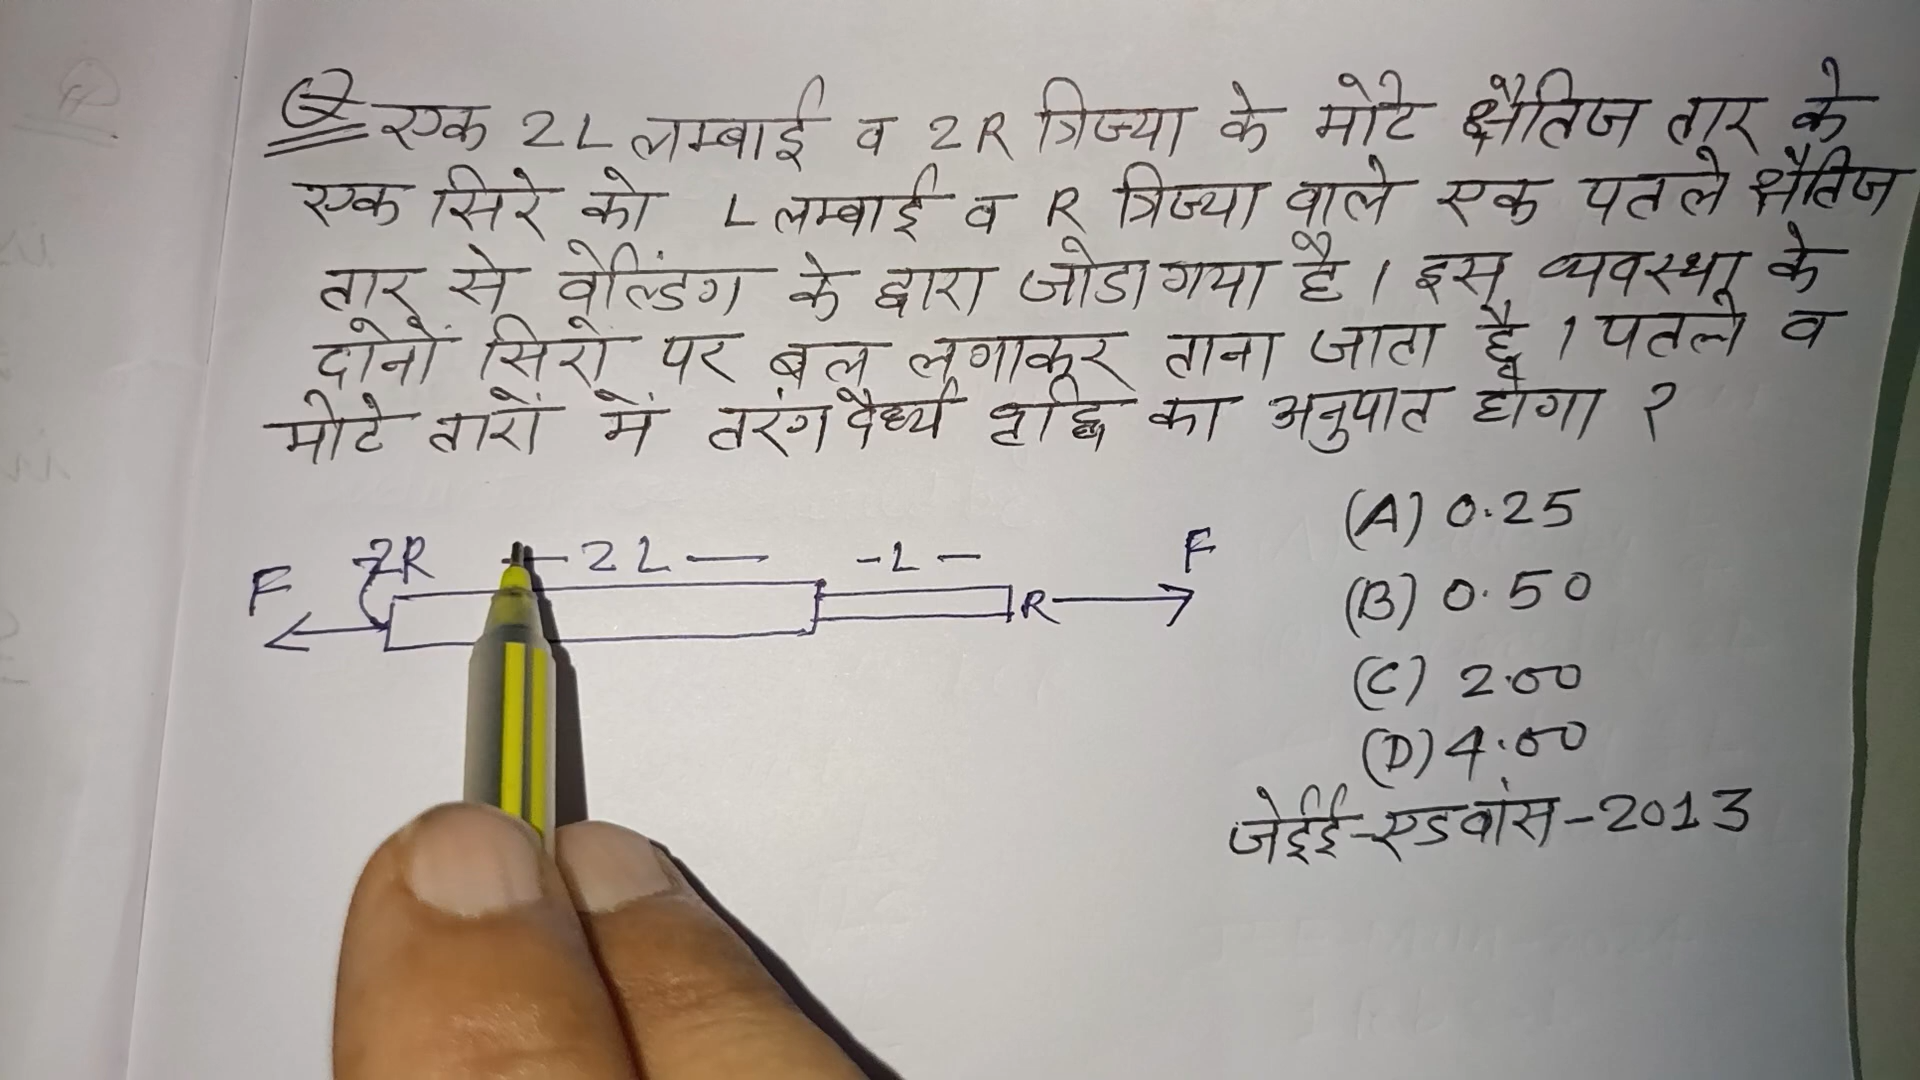 Q एक 2L लम्बाई व 2R त्रिज्या के मोटे क्षैतिज तार के
एक सिरे को L लम्बाई व R त्रिज्या वाले एक पतले क्षैतिज
तार से वेल्डिंग के द्वारा जोडा गया है । इस व्यवस्था के
दोनों सिरों पर बल लगाकर ताना जाता है । पतले व
मोटे तारों में तरंगदैर्ध्य वृद्धि का अनुपात होगा ?
(A) 0.25
(B) 0.50
(C) 2.00
(D) 4.00
जेईई-एडवांस-2013
F 2R 2L L R F